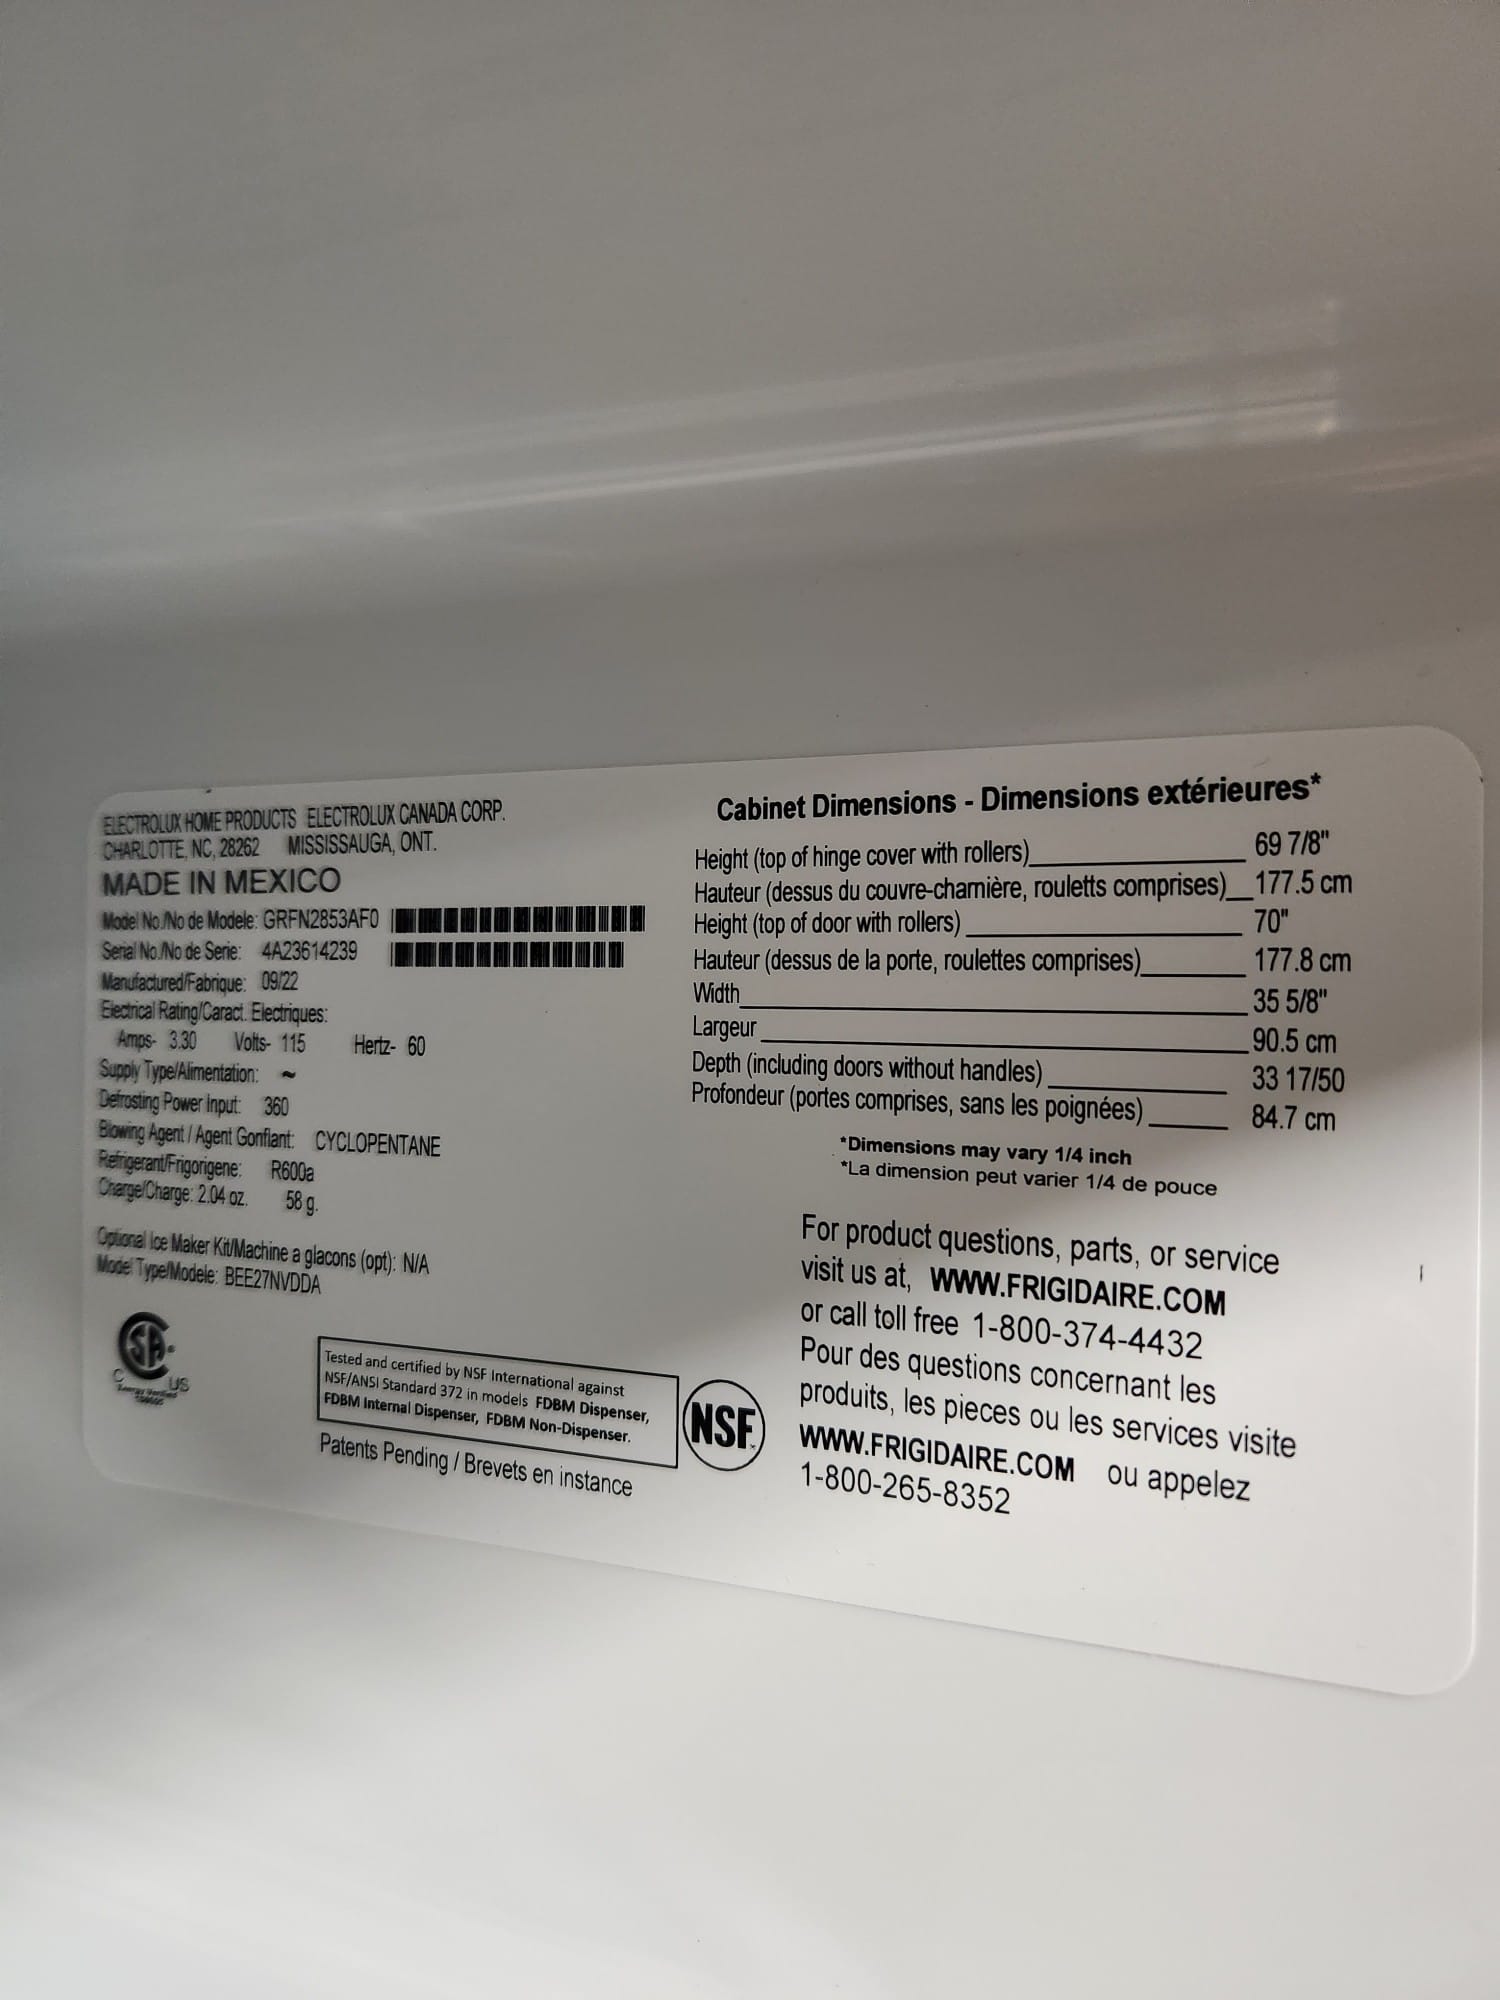 ELECTROLUX HOME PRODUCTS ELECTROLUX CANADA CORP.
CHARLOTTE, NC, 28262 MISSISSAUGA, ONT.
MADE IN MEXICO
Model No./No de Modele: GRFN2853AF0
Serial No./No de Serie: 4A23614239
Manufactured/Fabrique: 09/22
Electrical Rating/Caract. Electriques:
Amps- 3.30 Volts- 115 Hertz- 60
Supply Type/Alimentation: ~
Defrosting Power Input: 360
Blowing Agent / Agent Gonflant: CYCLOPENTANE
Refrigerant/Frigorigene: R600a
Charge/Charge: 2.04 oz. 58 g.
Optional Ice Maker Kit/Machine a glacons (opt): N/A
Model Type/Modele: BEE27NVDDA
CSA®
C US
Energy Verified
Tested and certified by NSF International against
NSF/ANSI Standard 372 in models FDBM Dispenser,
FDBM Internal Dispenser, FDBM Non-Dispenser.
NSF
Patents Pending / Brevets en instance
Cabinet Dimensions - Dimensions extérieures*
Height (top of hinge cover with rollers) 69 7/8"
Hauteur (dessus du couvre-charnière, rouletts comprises) 177.5 cm
Height (top of door with rollers) 70"
Hauteur (dessus de la porte, roulettes comprises) 177.8 cm
Width 35 5/8"
Largeur 90.5 cm
Depth (including doors without handles) 33 17/50
Profondeur (portes comprises, sans les poignées) 84.7 cm
*Dimensions may vary 1/4 inch
*La dimension peut varier 1/4 de pouce
For product questions, parts, or service
visit us at, WWW.FRIGIDAIRE.COM
or call toll free 1-800-374-4432
Pour des questions concernant les
produits, les pieces ou les services visite
WWW.FRIGIDAIRE.COM ou appelez
1-800-265-8352